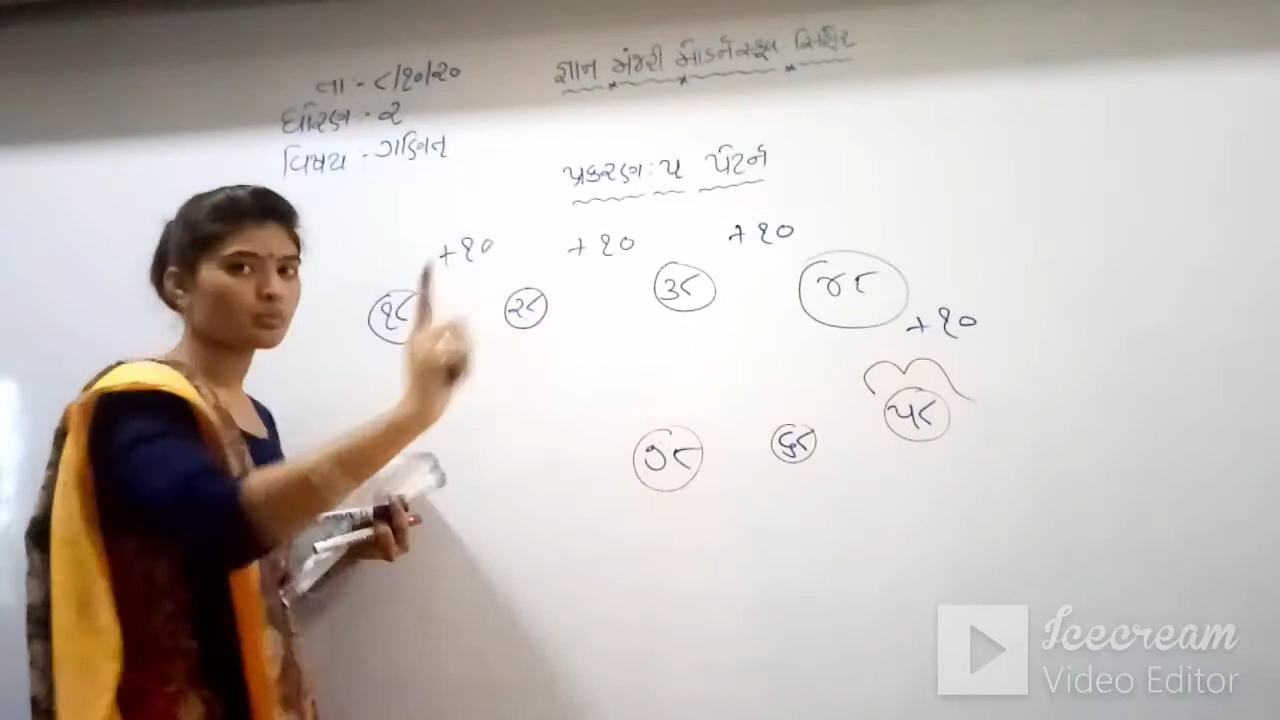 તા :- ૮/૧૦/૨૦
જ્ઞાન મંજરી મોડર્ન સ્કૂલ સિહોર
ધોરણ :- ૨
વિષય :- ગણિત
પ્રકરણ : ૫ પેટર્ન
+૧૦ +૧૦ +૧૦
૧૮ ૨૮ ૩૮ ૪૮
+૧૦
૭૮ ૬૮ ૫૮
Icecream
Video Editor